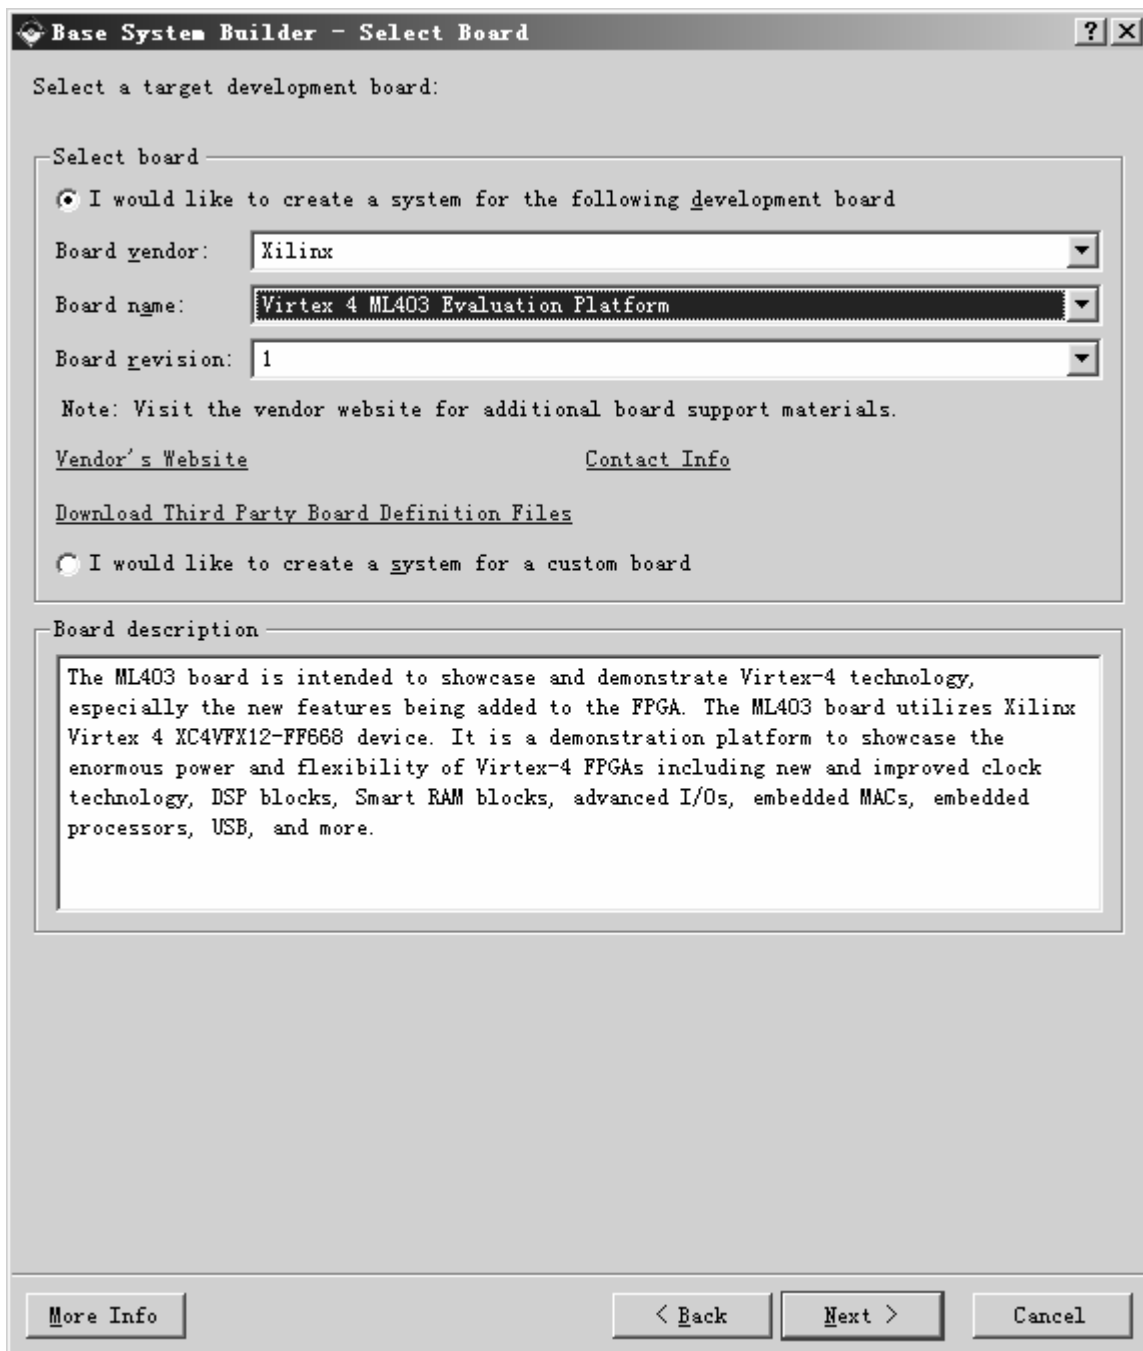 Base System Builder - Select Board
Select a target development board:
Select board
I would like to create a system for the following development board
Board vendor: Xilinx
Board name: Virtex 4 ML403 Evaluation Platform
Board revision: 1
Note: Visit the vendor website for additional board support materials.
Vendor's Website Contact Info
Download Third Party Board Definition Files
I would like to create a system for a custom board
Board description
The ML403 board is intended to showcase and demonstrate Virtex-4 technology,
especially the new features being added to the FPGA. The ML403 board utilizes Xilinx
Virtex 4 XC4VFX12-FF668 device. It is a demonstration platform to showcase the
enormous power and flexibility of Virtex-4 FPGAs including new and improved clock
technology, DSP blocks, Smart RAM blocks, advanced I/Os, embedded MACs, embedded
processors, USB, and more.
More Info < Back Next > Cancel